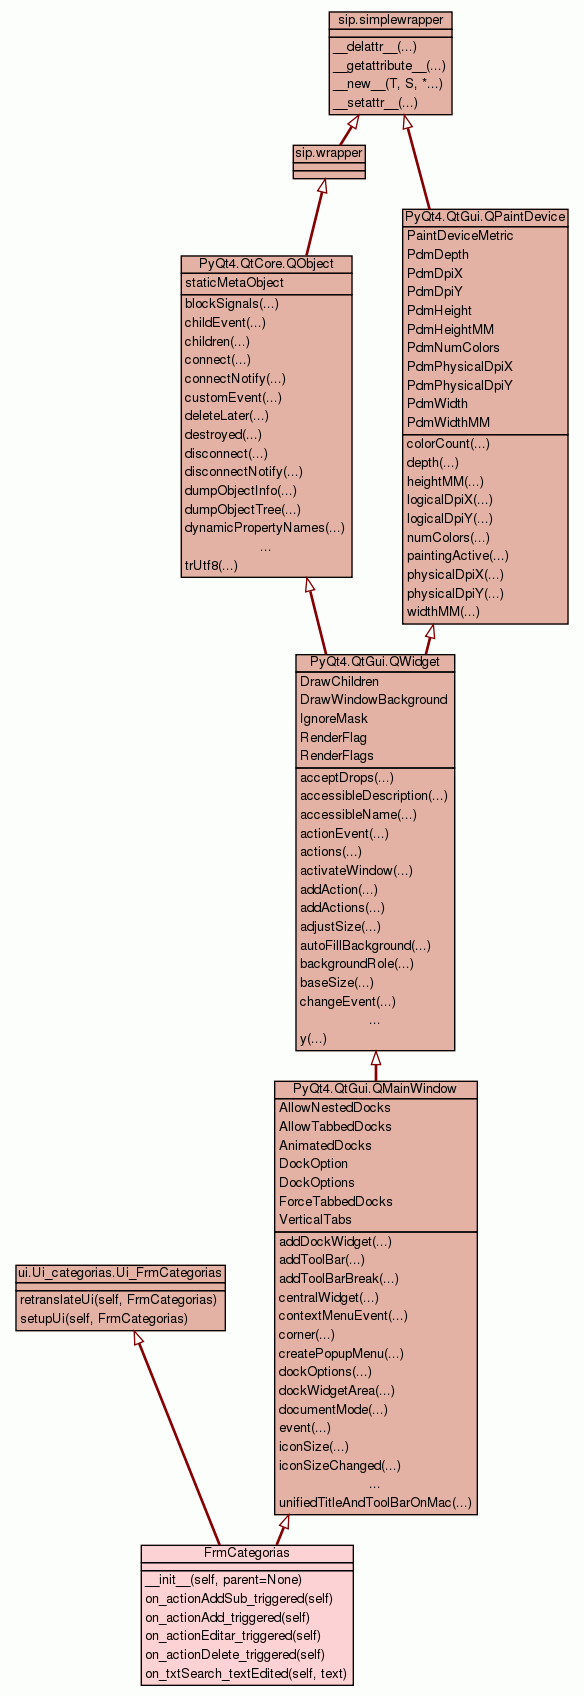 sip.simplewrapper
__delattr__(...)
__getattribute__(...)
__new__(T, S, *...)
__setattr__(...)
sip.wrapper
PyQt4.QtGui.QPaintDevice
PaintDeviceMetric
PdmDepth
PdmDpiX
PdmDpiY
PdmHeight
PdmHeightMM
PdmNumColors
PdmPhysicalDpiX
PdmPhysicalDpiY
PdmWidth
PdmWidthMM
colorCount(...)
depth(...)
heightMM(...)
logicalDpiX(...)
logicalDpiY(...)
numColors(...)
paintingActive(...)
physicalDpiX(...)
physicalDpiY(...)
widthMM(...)
PyQt4.QtCore.QObject
staticMetaObject
blockSignals(...)
childEvent(...)
children(...)
connect(...)
connectNotify(...)
customEvent(...)
deleteLater(...)
destroyed(...)
disconnect(...)
disconnectNotify(...)
dumpObjectInfo(...)
dumpObjectTree(...)
dynamicPropertyNames(...)
...
trUtf8(...)
PyQt4.QtGui.QWidget
DrawChildren
DrawWindowBackground
IgnoreMask
RenderFlag
RenderFlags
acceptDrops(...)
accessibleDescription(...)
accessibleName(...)
actionEvent(...)
actions(...)
activateWindow(...)
addAction(...)
addActions(...)
adjustSize(...)
autoFillBackground(...)
backgroundRole(...)
baseSize(...)
changeEvent(...)
...
y(...)
PyQt4.QtGui.QMainWindow
AllowNestedDocks
AllowTabbedDocks
AnimatedDocks
DockOption
DockOptions
ForceTabbedDocks
VerticalTabs
addDockWidget(...)
addToolBar(...)
addToolBarBreak(...)
centralWidget(...)
contextMenuEvent(...)
corner(...)
createPopupMenu(...)
dockOptions(...)
dockWidgetArea(...)
documentMode(...)
event(...)
iconSize(...)
iconSizeChanged(...)
...
unifiedTitleAndToolBarOnMac(...)
ui.Ui_categorias.Ui_FrmCategorias
retranslateUi(self, FrmCategorias)
setupUi(self, FrmCategorias)
FrmCategorias
__init__(self, parent=None)
on_actionAddSub_triggered(self)
on_actionAdd_triggered(self)
on_actionEditar_triggered(self)
on_actionDelete_triggered(self)
on_txtSearch_textEdited(self, text)